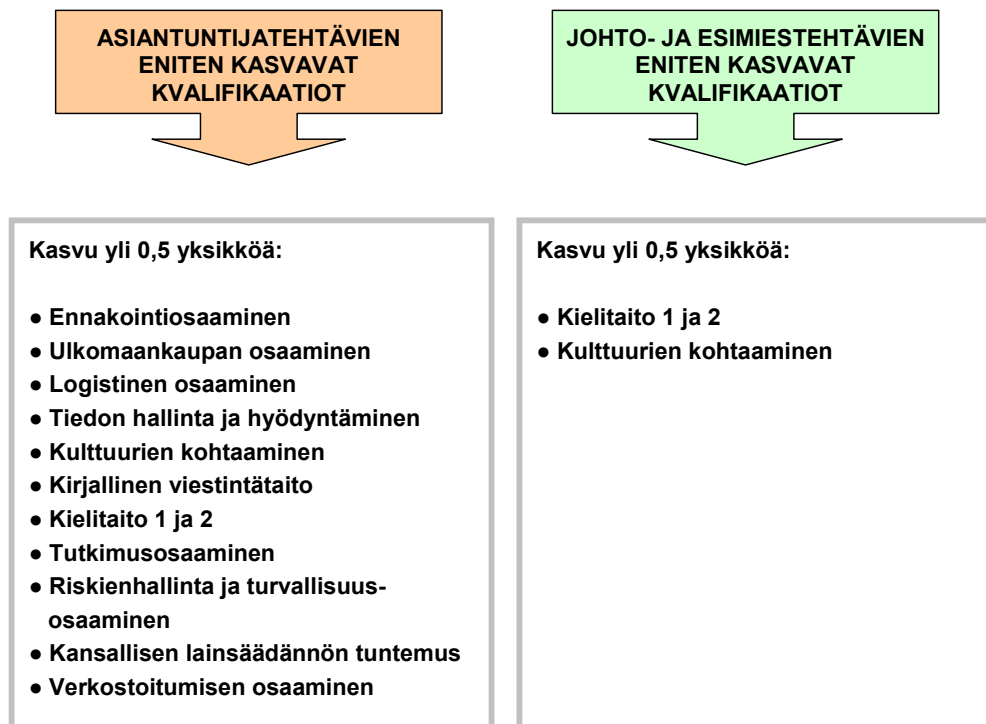 ASIANTUNTIJATEHTÄVIEN
ENITEN KASVAVAT
KVALIFIKAATIOT
JOHTO- JA ESIMIESTEHTÄVIEN
ENITEN KASVAVAT
KVALIFIKAATIOT
Kasvu yli 0,5 yksikköä:
● Ennakointiosaaminen
● Ulkomaankaupan osaaminen
● Logistinen osaaminen
● Tiedon hallinta ja hyödyntäminen
● Kulttuurien kohtaaminen
● Kirjallinen viestintätaito
● Kielitaito 1 ja 2
● Tutkimusosaaminen
● Riskienhallinta ja turvallisuus-
osaaminen
● Kansallisen lainsäädännön tuntemus
● Verkostoitumisen osaaminen
Kasvu yli 0,5 yksikköä:
● Kielitaito 1 ja 2
● Kulttuurien kohtaaminen